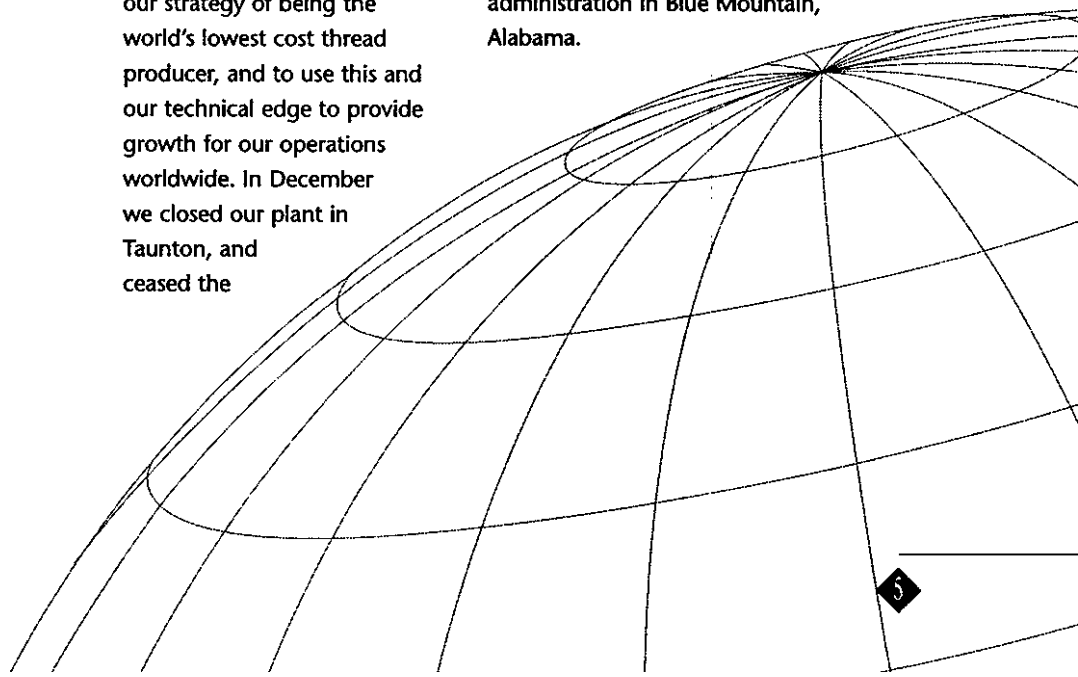 our strategy of being the
world's lowest cost thread
producer, and to use this and
our technical edge to provide
growth for our operations
worldwide. In December
we closed our plant in
Taunton, and
ceased the
administration in Blue Mountain,
Alabama.
5